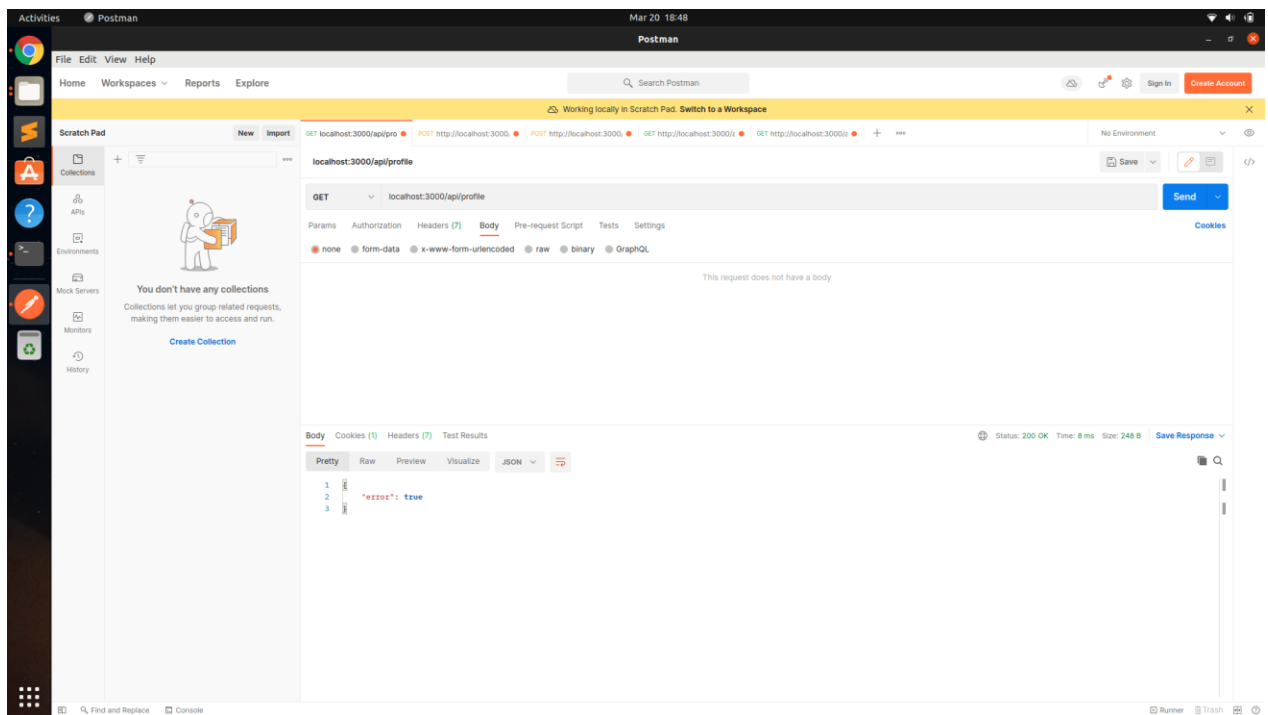 Activities Postman Mar 20 18:48
Postman
File Edit View Help
Home Workspaces Reports Explore Search Postman Sign In Create Account
Working locally in Scratch Pad. Switch to a Workspace
Scratch Pad New Import GET localhost:3000/api/pro POST http://localhost:3000, POST http://localhost:3000, GET http://localhost:3000/a GET http://localhost:3000/a No Environment
Collections
localhost:3000/api/profile Save
APIs
GET localhost:3000/api/profile Send
Params Authorization Headers (7) Body Pre-request Script Tests Settings Cookies
Environments
none form-data x-www-form-urlencoded raw binary GraphQL
This request does not have a body
Mock Servers
You don't have any collections
Collections let you group related requests,
making them easier to access and run.
Monitors
Create Collection
History
Body Cookies (1) Headers (7) Test Results Status: 200 OK Time: 8 ms Size: 248 B Save Response
Pretty Raw Preview Visualize JSON
1 {
2 "error": true
3 }
Find and Replace Console Runner Trash